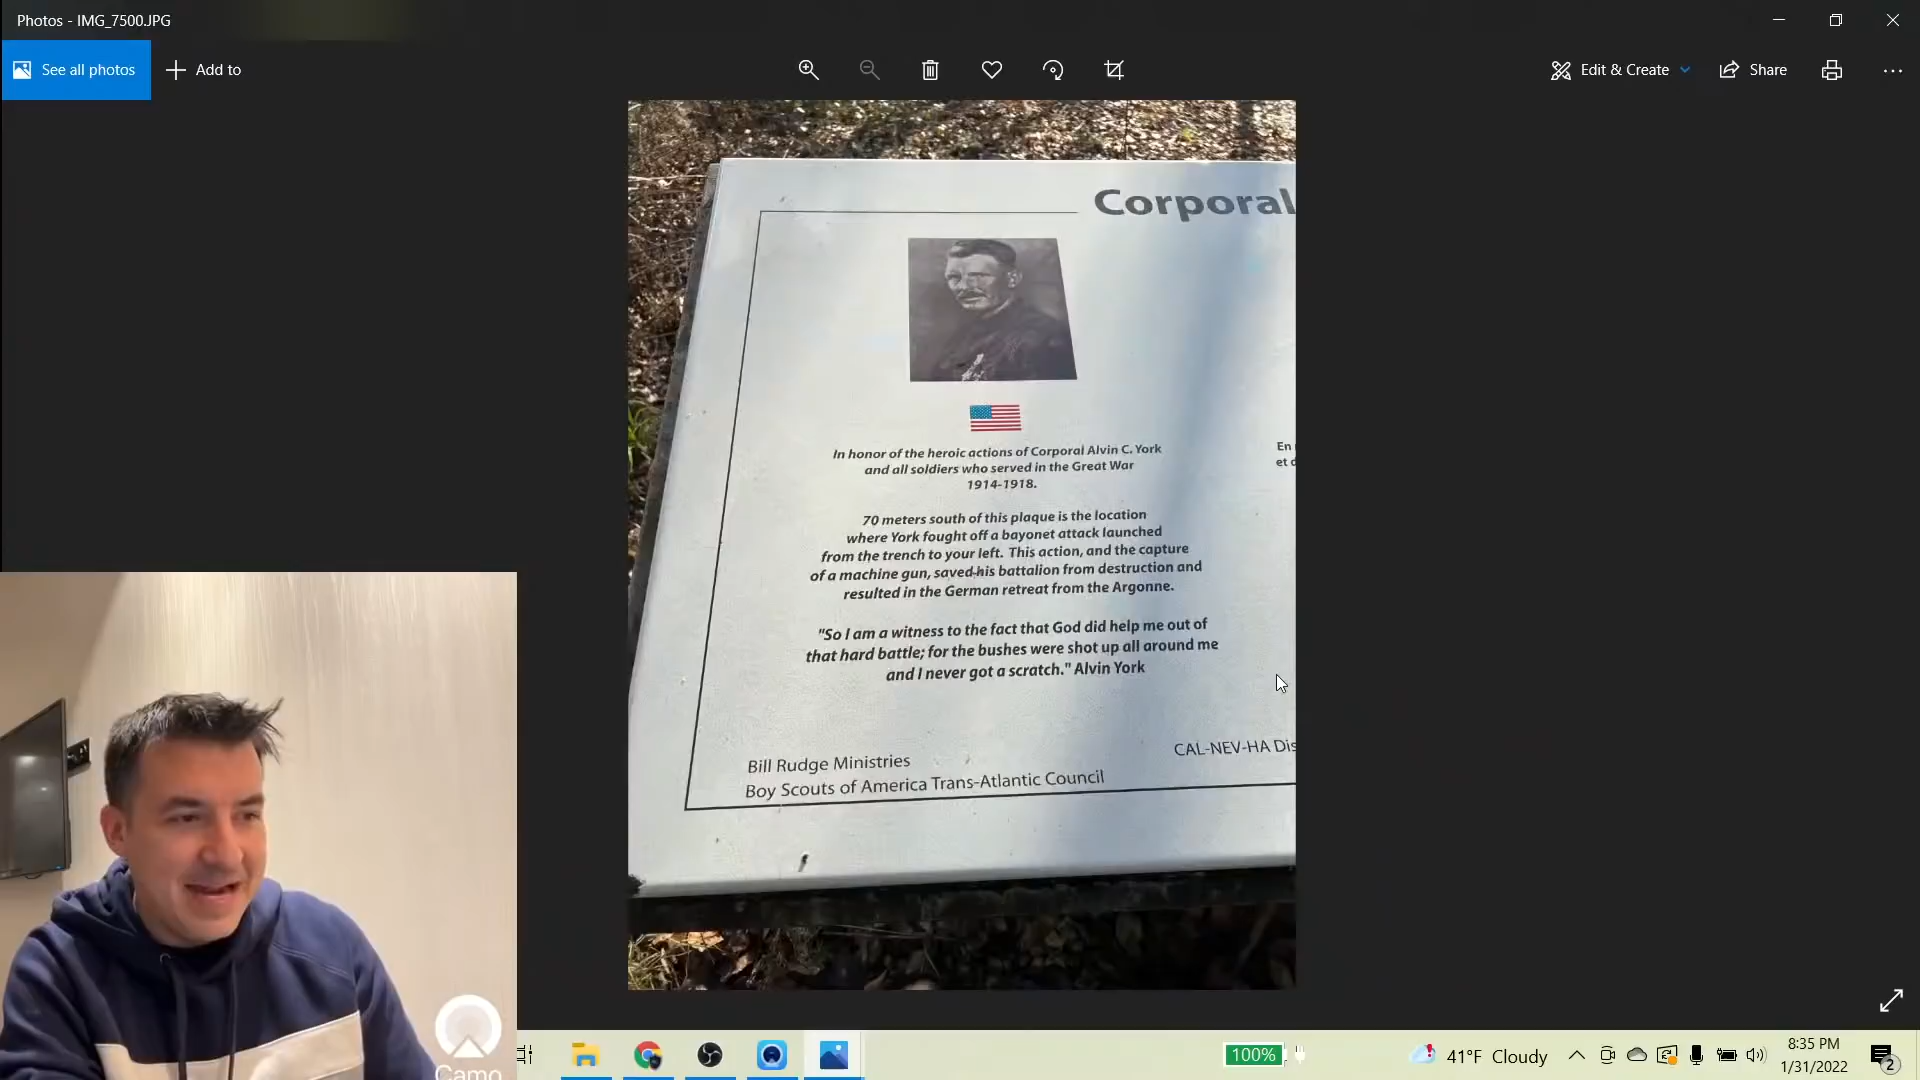 Photos - IMG_7500.JPG
See all photos
Add to
Edit & Create
Share
Corporal
In honor of the heroic actions of Corporal Alvin C. York
and all soldiers who served in the Great War
1914-1918.
En
et d
70 meters south of this plaque is the location
where York fought off a bayonet attack launched
from the trench to your left. This action, and the capture
of a machine gun, saved his battalion from destruction and
resulted in the German retreat from the Argonne.
"So I am a witness to the fact that God did help me out of
that hard battle; for the bushes were shot up all around me
and I never got a scratch." Alvin York
Bill Rudge Ministries
Boy Scouts of America Trans-Atlantic Council
CAL-NEV-HA Dis
Camo
100%
41°F Cloudy
8:35 PM
1/31/2022
2